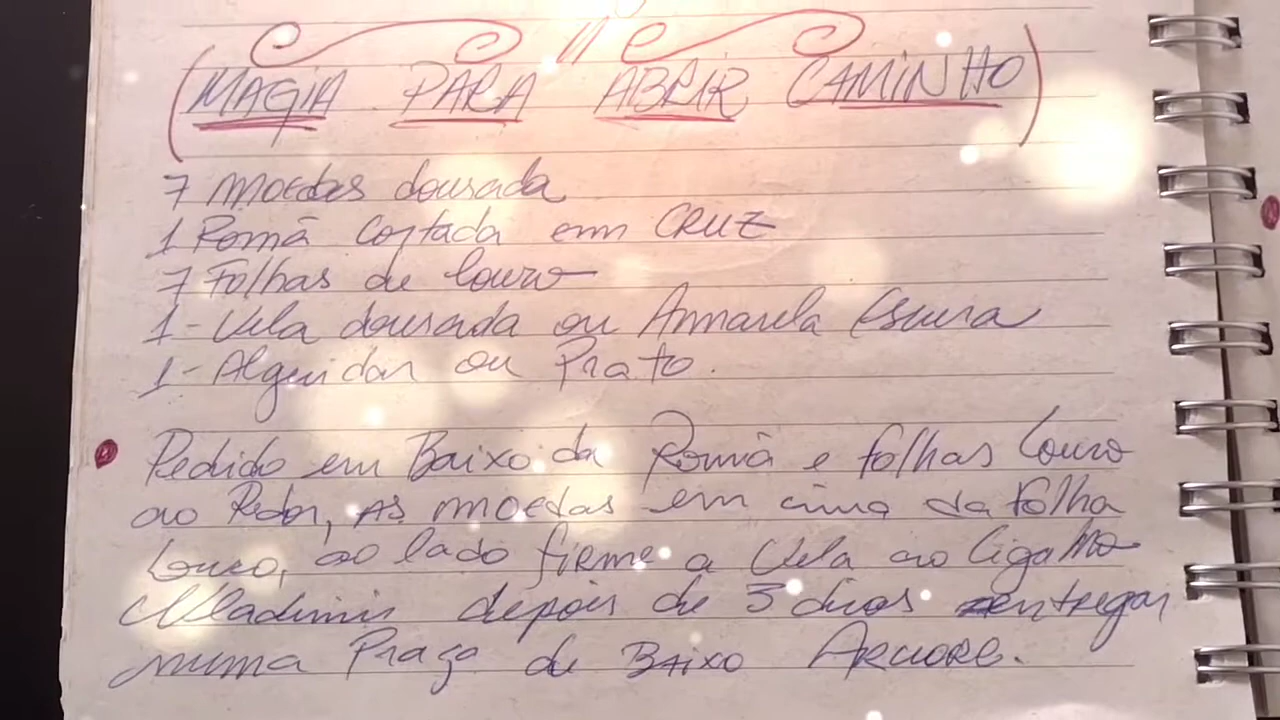 (MAGIA PARA ABRIR CAMINHO)
7 moedas dourada
1 Romã Cortada em CRUZ
7 Folhas de louro
1- Vela dourada ou Amarela Escura
1- Alguidar ou Prato.
Pedido em Baixo da Romã e folhas Louro
ao Redor, As moedas em cima da Folha
Louro, ao lado firme a Vela ao Cigano
Wladimir depois de 3 dias entregar
numa Praça de BAIXO ARVORE.